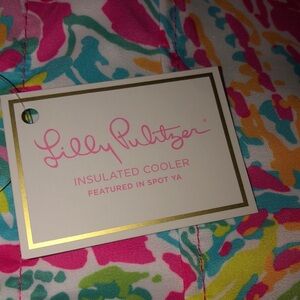 Lilly Pulitzer®
INSULATED COOLER
FEATURED IN SPOT YA